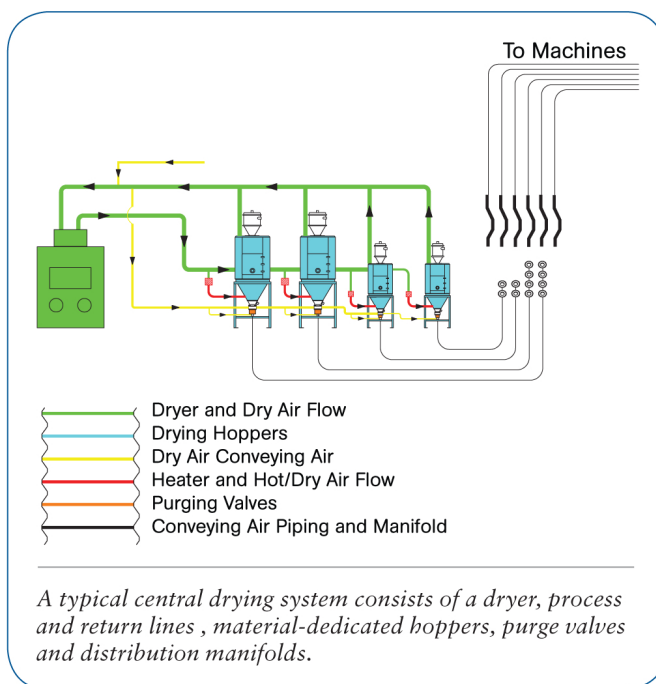 To Machines
Dryer and Dry Air Flow
Drying Hoppers
Dry Air Conveying Air
Heater and Hot/Dry Air Flow
Purging Valves
Conveying Air Piping and Manifold
A typical central drying system consists of a dryer, process
and return lines , material-dedicated hoppers, purge valves
and distribution manifolds.